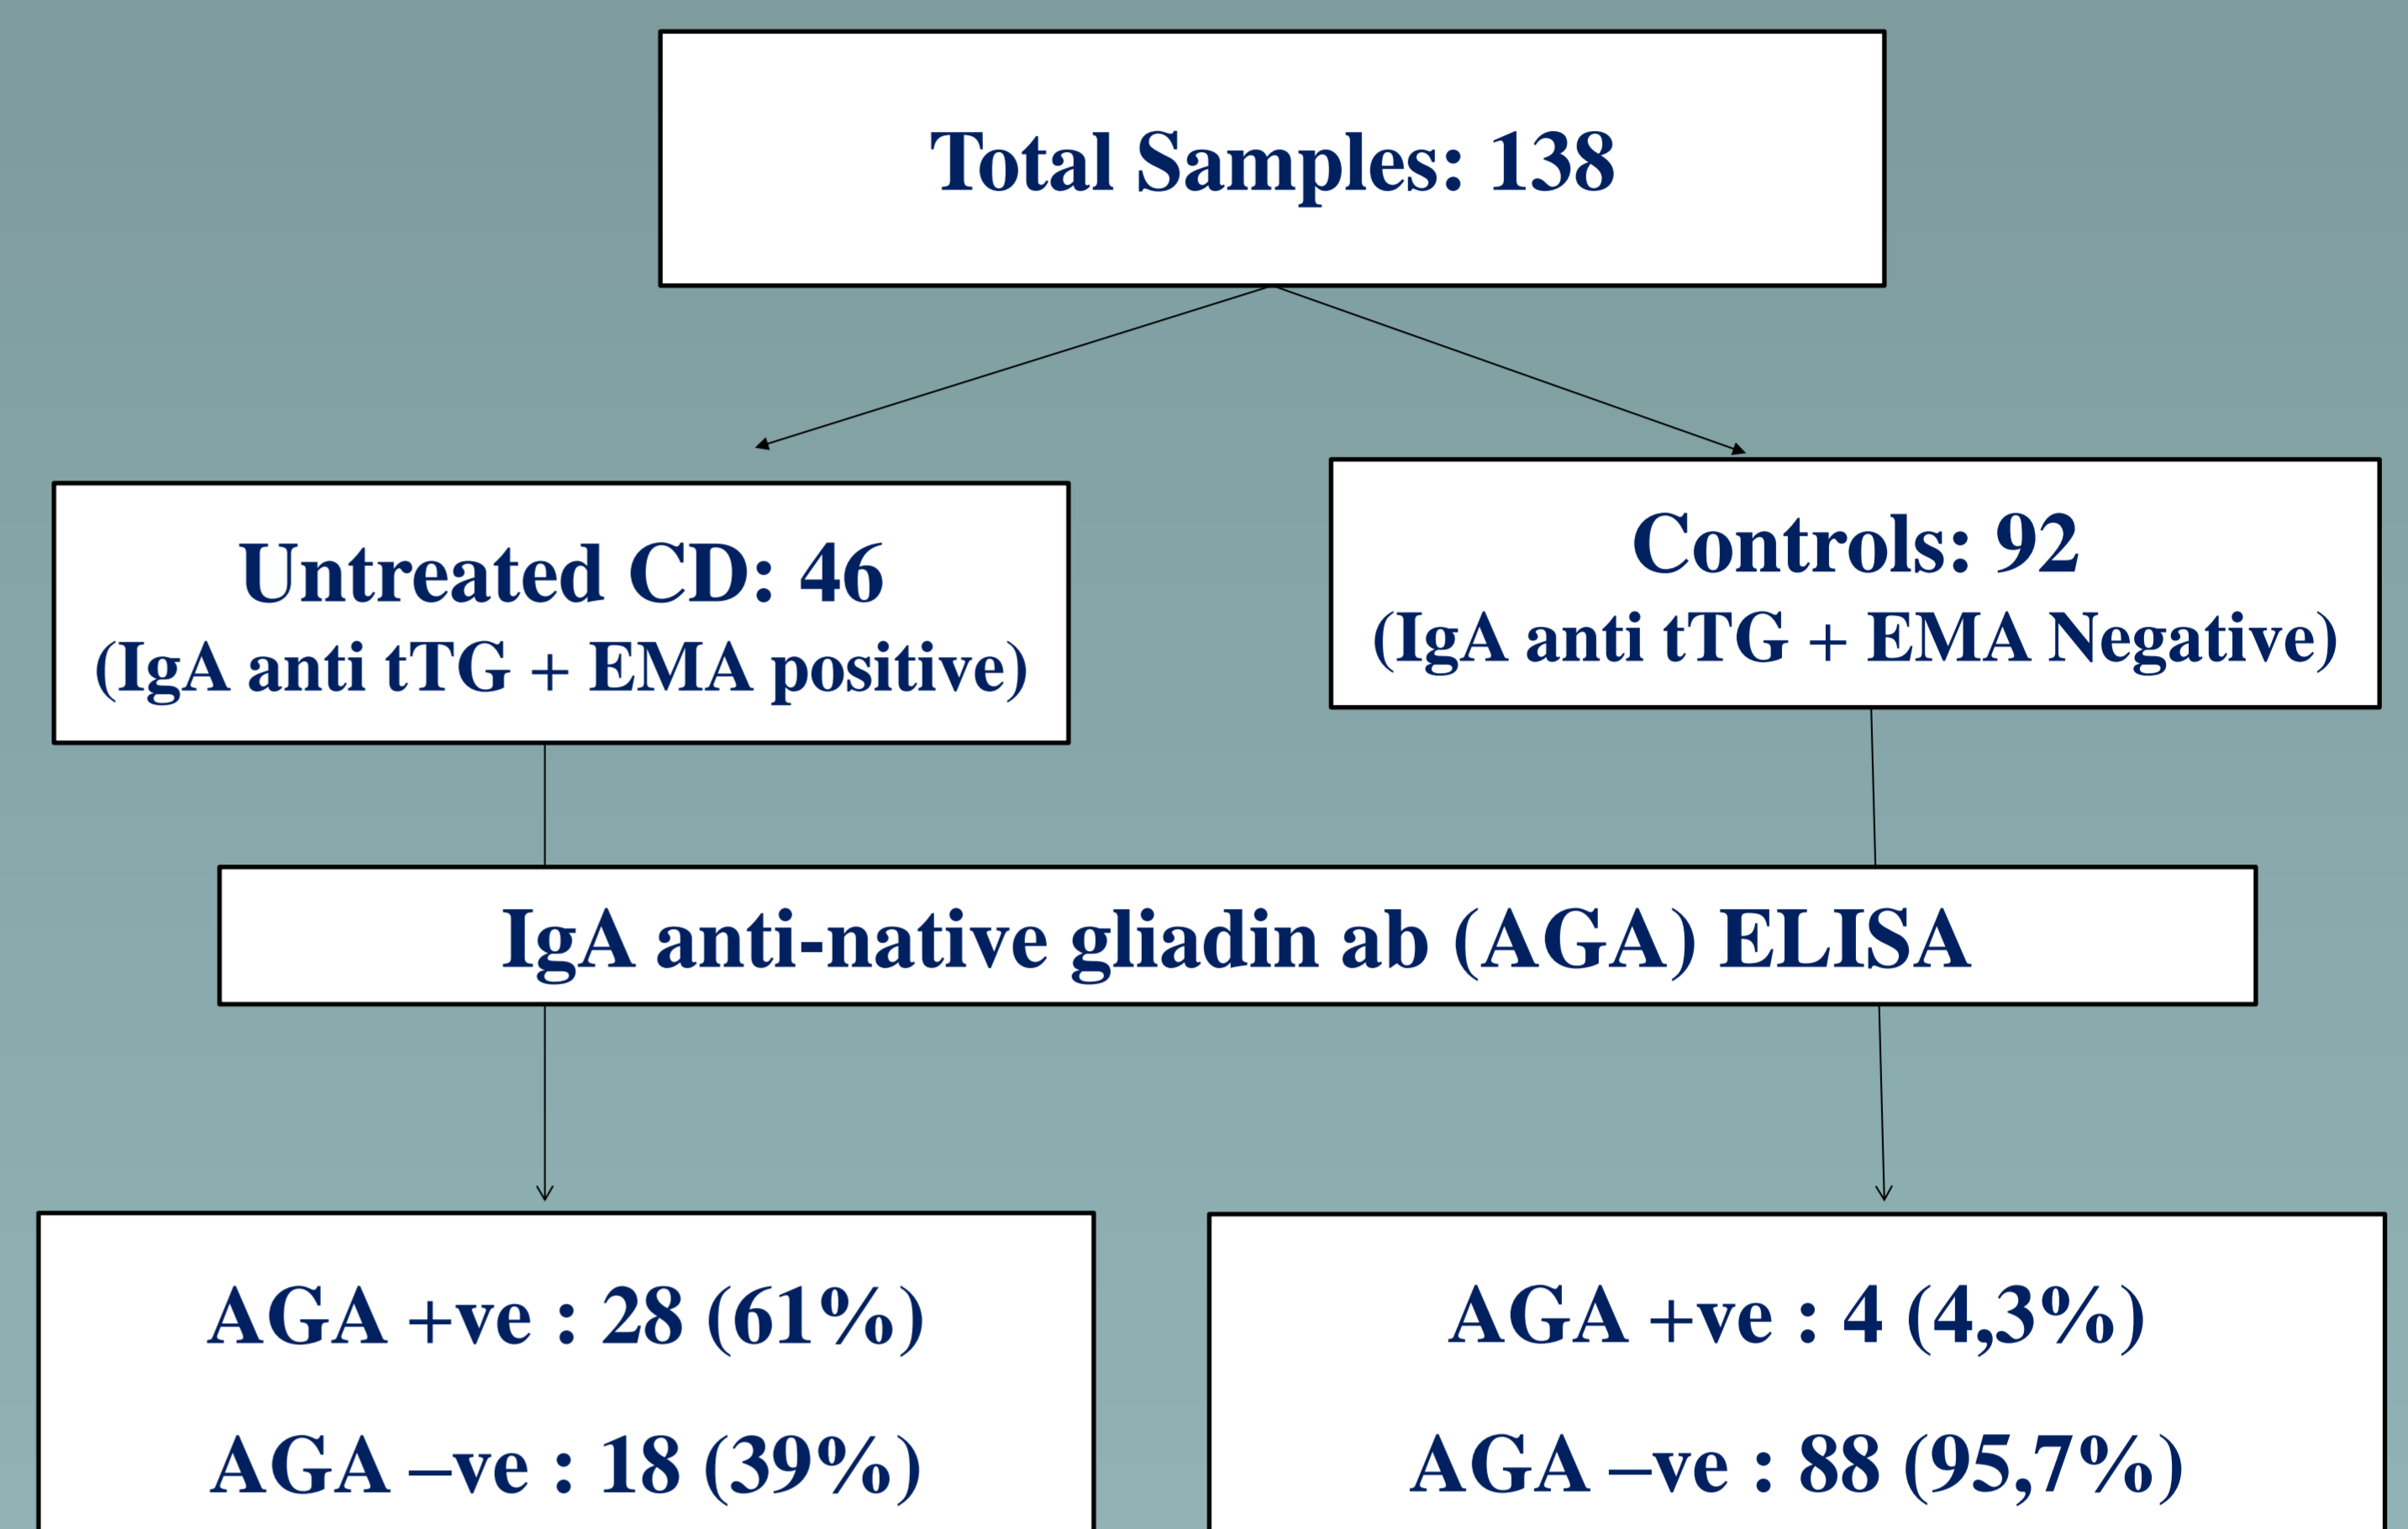 Total Samples: 138
Untreated CD: 46
(IgA anti tTG + EMA positive)
Controls: 92
(IgA anti tTG + EMA Negative)
IgA anti-native gliadin ab (AGA) ELISA
AGA +ve : 28 (61%)
AGA –ve : 18 (39%)
AGA +ve : 4 (4,3%)
AGA –ve : 88 (95,7%)